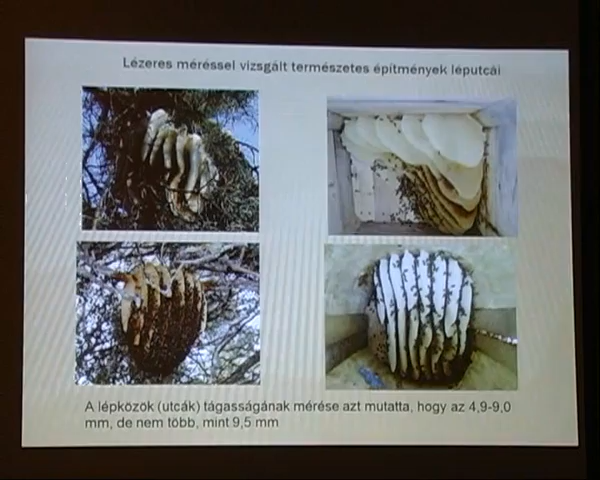 Lézeres méréssel vizsgált természetes építmények léputcái
A lépközök (utcák) tágasságának mérése azt mutatta, hogy az 4,9-9,0
mm, de nem több, mint 9,5 mm